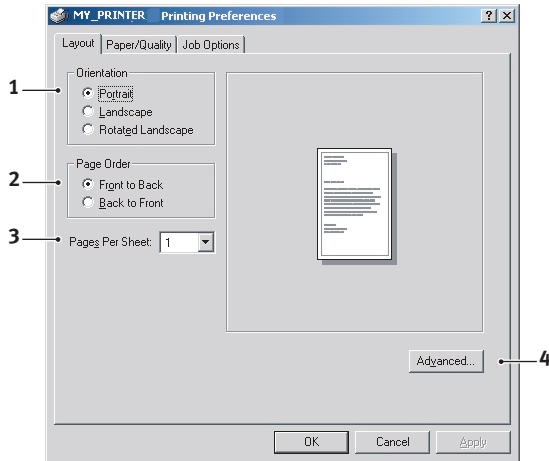 MY_PRINTER Printing Preferences
Layout Paper/Quality Job Options
Orientation
1
Portrait
Landscape
Rotated Landscape
Page Order
2
Front to Back
Back to Front
3
Pages Per Sheet: 1
Advanced...
4
OK Cancel Apply